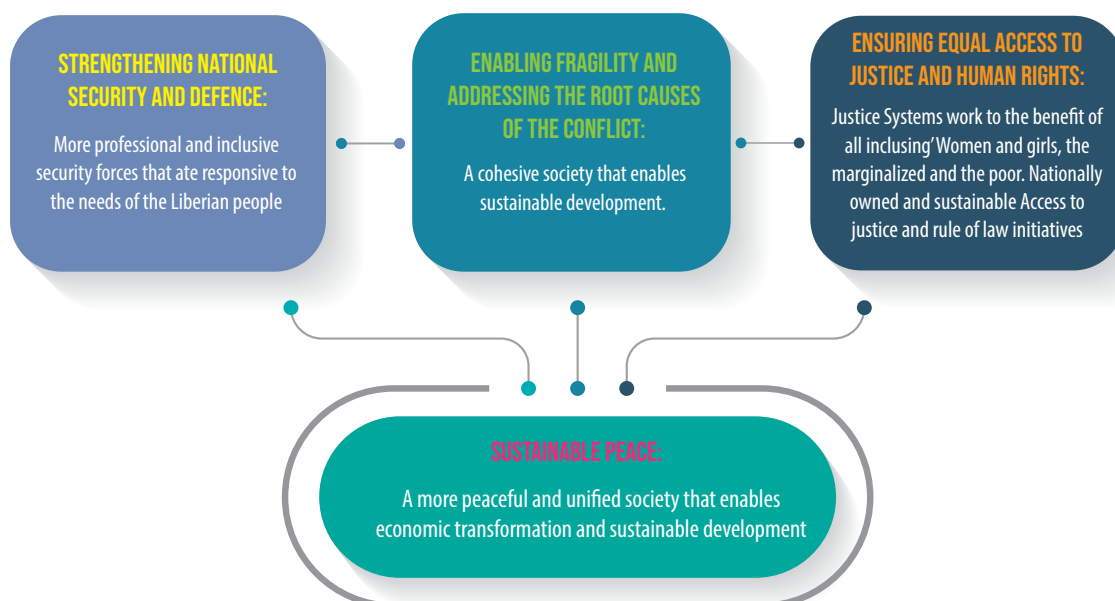 STRENGTHENING NATIONAL
SECURITY AND DEFENCE:
More professional and inclusive
security forces that ate responsive to
the needs of the Liberian people
ENABLING FRAGILITY AND
ADDRESSING THE ROOT CAUSES
OF THE CONFLICT:
A cohesive society that enables
sustainable development.
ENSURING EQUAL ACCESS TO
JUSTICE AND HUMAN RIGHTS:
Justice Systems work to the benefit of
all inclusing'Women and girls, the
marginalized and the poor. Nationally
owned and sustainable Access to
justice and rule of law initiatives
SUSTAINABLE PEACE:
A more peaceful and unified society that enables
economic transformation and sustainable development